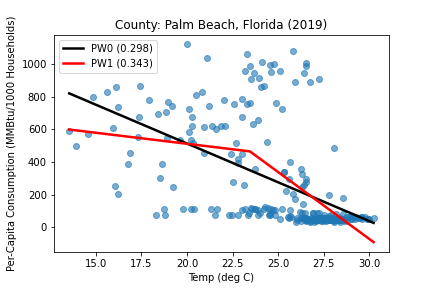 County: Palm Beach, Florida (2019)
PW0 (0.298)
PW1 (0.343)
Per-Capita Consumption (MMBtu/1000 Households)
1000
800
600
400
200
0
15.0 17.5 20.0 22.5 25.0 27.5 30.0
Temp (deg C)